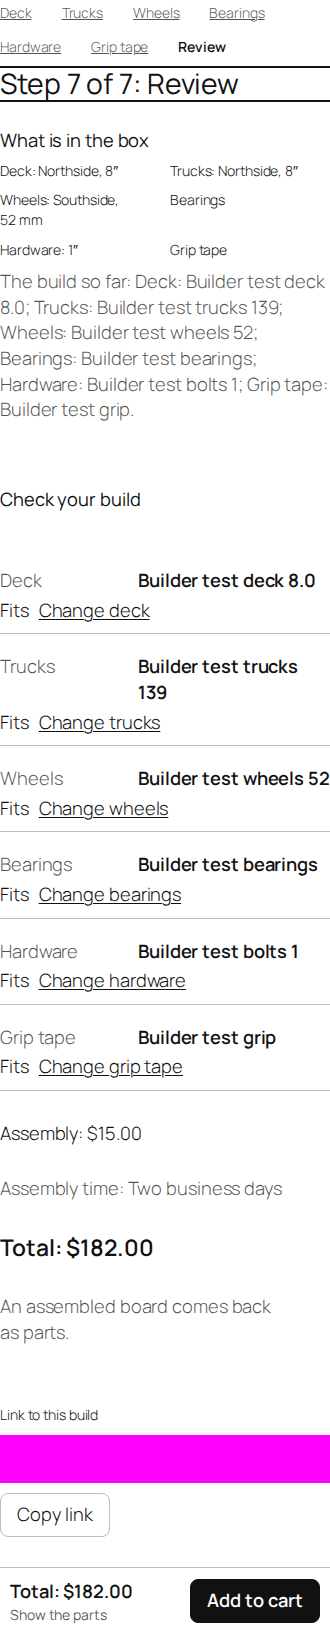 Deck Trucks Wheels Bearings
Hardware Grip tape Review
Step 7 of 7: Review
What is in the box
Deck: Northside, 8″ Trucks: Northside, 8″
Wheels: Southside, Bearings
52 mm
Hardware: 1″ Grip tape
The build so far: Deck: Builder test deck
8.0; Trucks: Builder test trucks 139;
Wheels: Builder test wheels 52;
Bearings: Builder test bearings;
Hardware: Builder test bolts 1; Grip tape:
Builder test grip.
Check your build
Deck Builder test deck 8.0
Fits Change deck
Trucks Builder test trucks
139
Fits Change trucks
Wheels Builder test wheels 52
Fits Change wheels
Bearings Builder test bearings
Fits Change bearings
Hardware Builder test bolts 1
Fits Change hardware
Grip tape Builder test grip
Fits Change grip tape
Assembly: $15.00
Assembly time: Two business days
Total: $182.00
An assembled board comes back
as parts.
Link to this build
Copy link
Total: $182.00 Add to cart
Show the parts